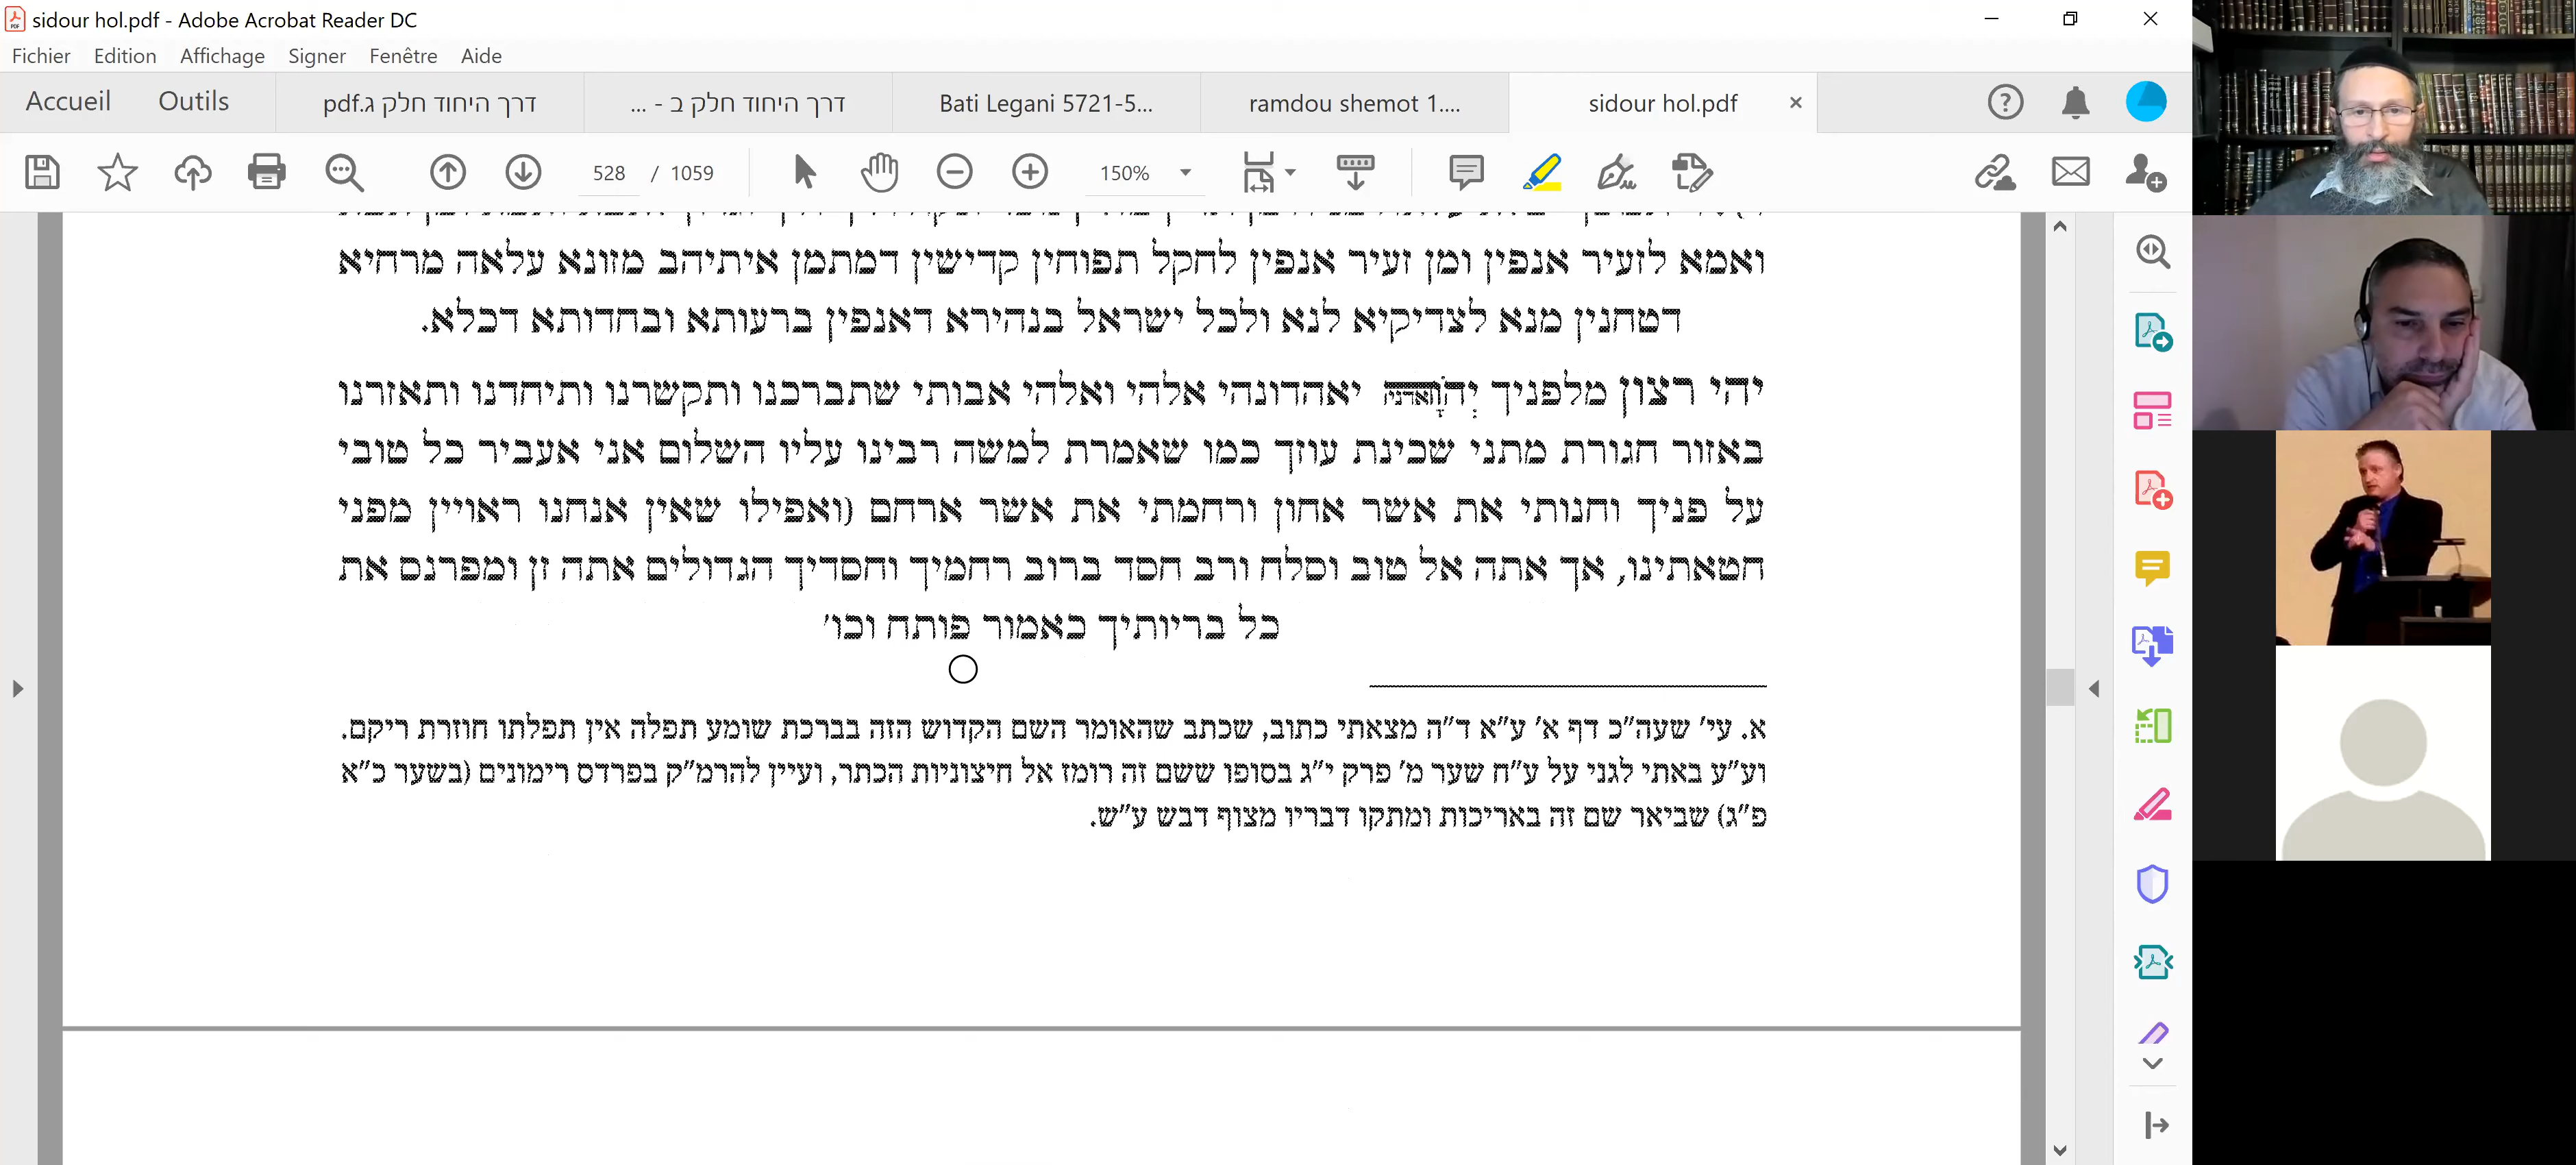 sidour hol.pdf - Adobe Acrobat Reader DC
Fichier Edition Affichage Signer Fenêtre Aide
Accueil Outils דרך היחוד חלק ג.pdf דרך היחוד חלק ב - ... Bati Legani 5721-5... ramdou shemot 1.... sidour hol.pdf
528 / 1059 150%
ואמא לזעיר אנפין ומן זעיר אנפין לחקל תפוחין קדישין דמתמן איתיהב מזונא עלאה מרחיא
דטחנין מנא לצדיקיא לנא ולכל ישראל בנהירא דאנפין ברעותא ובחדותא דכלא.
יהי רצון מלפניך יאהדונהי אלהי ואלהי אבותי שתברכנו ותקשרנו ותיחדנו ותאזרנו
באזור חגורת מתני שכינת עוזך כמו שאמרת למשה רבינו עליו השלום אני אעביר כל טובי
על פניך וחנותי את אשר אחון ורחמתי את אשר ארחם (ואפילו שאין אנחנו ראויין מפני
חטאתינו, אך אתה אל טוב וסלח ורב חסד ברוב רחמיך וחסדיך הגדולים אתה זן ומפרנס את
כל בריותיך כאמור פותח וכו'
א. עי' שעה"כ דף א' ע"א ד"ה מצאתי כתוב, שכתב שהאומר השם הקדוש הזה בברכת שומע תפלה אין תפלתו חוזרת ריקם.
וע"ע באתי לגני על ע"ח שער מ' פרק י"ג בסופו ששם זה רומז אל חיצוניות הכתר, ועיין להרמ"ק בפרדס רימונים (בשער כ"א
פ"ג) שביאר שם זה באריכות ומתקו דבריו מצוף דבש ע"ש.